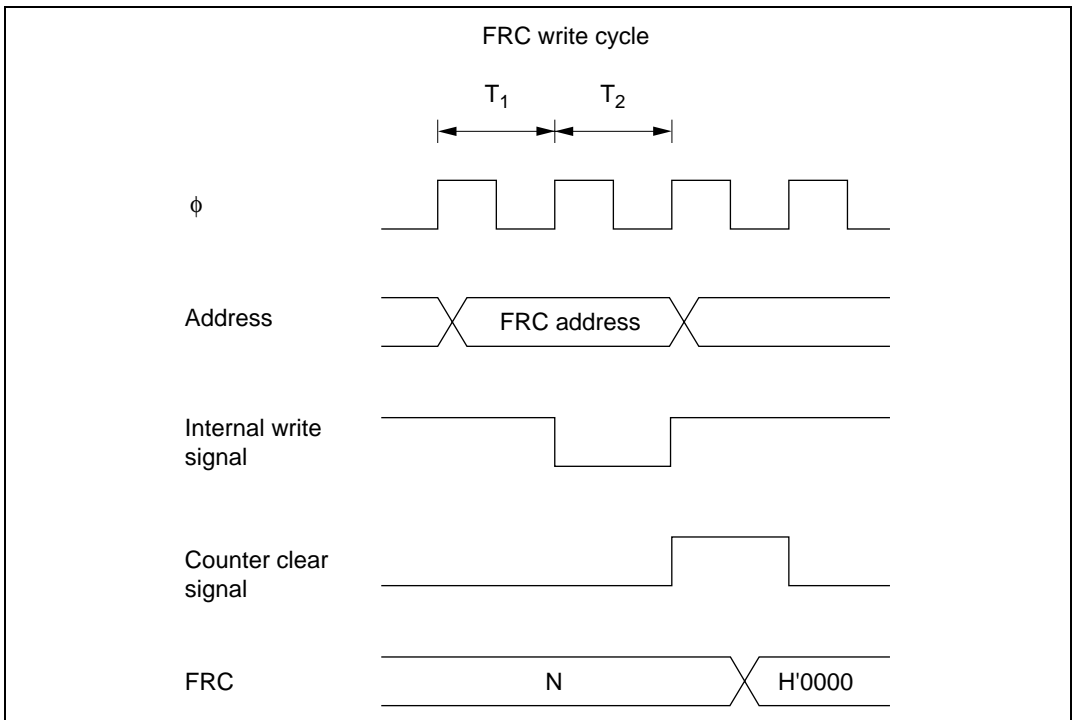 FRC write cycle
T1 T2
ϕ
Address
FRC address
Internal write
signal
Counter clear
signal
FRC
N
H'0000